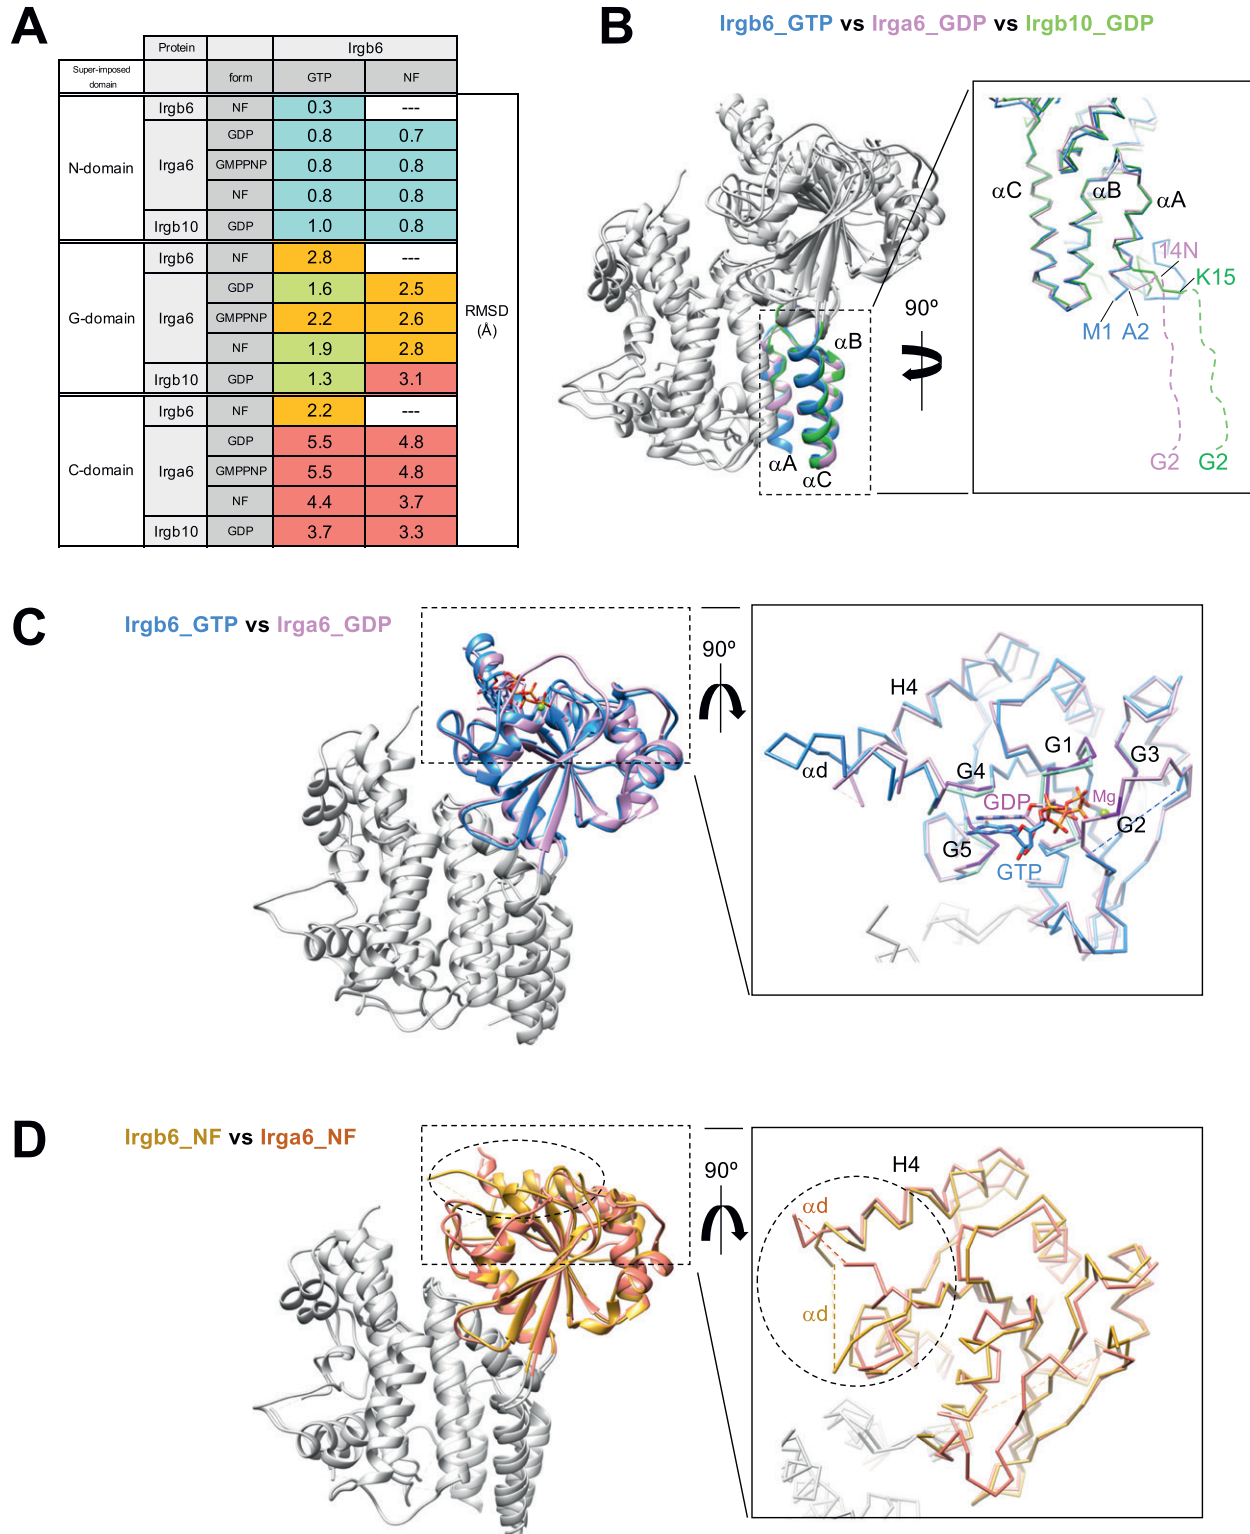 A
Protein Irgb6
Super-imposed domain form GTP NF
N-domain Irgb6 NF 0.3 ---
Irga6 GDP 0.8 0.7
GMPPNP 0.8 0.8
NF 0.8 0.8
Irgb10 GDP 1.0 0.8
G-domain Irgb6 NF 2.8 ---
Irga6 GDP 1.6 2.5
GMPPNP 2.2 2.6
NF 1.9 2.8
Irgb10 GDP 1.3 3.1
C-domain Irgb6 NF 2.2 ---
Irga6 GDP 5.5 4.8
GMPPNP 5.5 4.8
NF 4.4 3.7
Irgb10 GDP 3.7 3.3
RMSD
(Å)
B
Irgb6_GTP vs Irga6_GDP vs Irgb10_GDP
αB
αA
αC
90º
αC
αB
αA
14N
K15
M1 A2
G2 G2
C
Irgb6_GTP vs Irga6_GDP
90º
H4
αd
G4
G1
G3
GDP
Mg
G2
G5
GTP
D
Irgb6_NF vs Irga6_NF
90º
H4
αd
αd